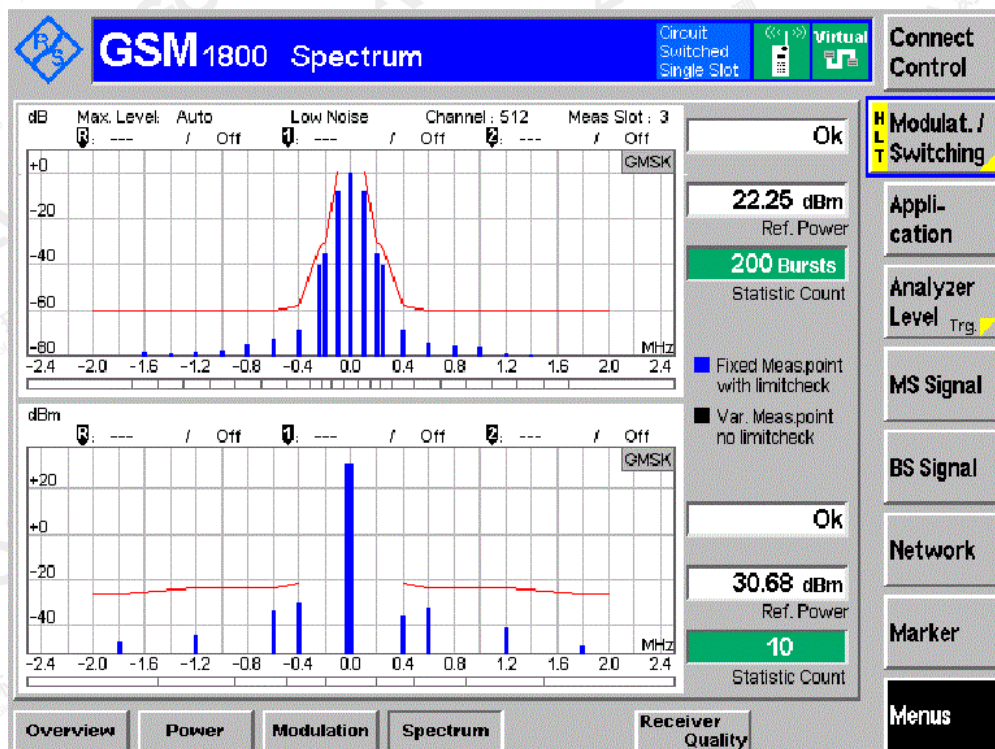 R S
GSM 1800 Spectrum
Circuit
Switched
Single Slot
Virtual
Connect
Control
dB Max. Level: Auto Low Noise Channel : 512 Meas Slot : 3
R: --- / Off 1: --- / Off 2: --- / Off
GMSK
+0
-20
-40
-60
-80
MHz
-2.4 -2.0 -1.6 -1.2 -0.8 -0.4 0.0 0.4 0.8 1.2 1.6 2.0 2.4
Ok
22.25 dBm
Ref. Power
200 Bursts
Statistic Count
Fixed Meas.point
with limitcheck
Var. Meas.point
no limitcheck
dBm
R: --- / Off 1: --- / Off 2: --- / Off
GMSK
+20
+0
-20
-40
MHz
-2.4 -2.0 -1.6 -1.2 -0.8 -0.4 0.0 0.4 0.8 1.2 1.6 2.0 2.4
Ok
30.68 dBm
Ref. Power
10
Statistic Count
HLT
Modulat. /
Switching
Appli-
cation
Analyzer
Level Trg.
MS Signal
BS Signal
Network
Marker
Menus
Overview
Power
Modulation
Spectrum
Receiver
Quality